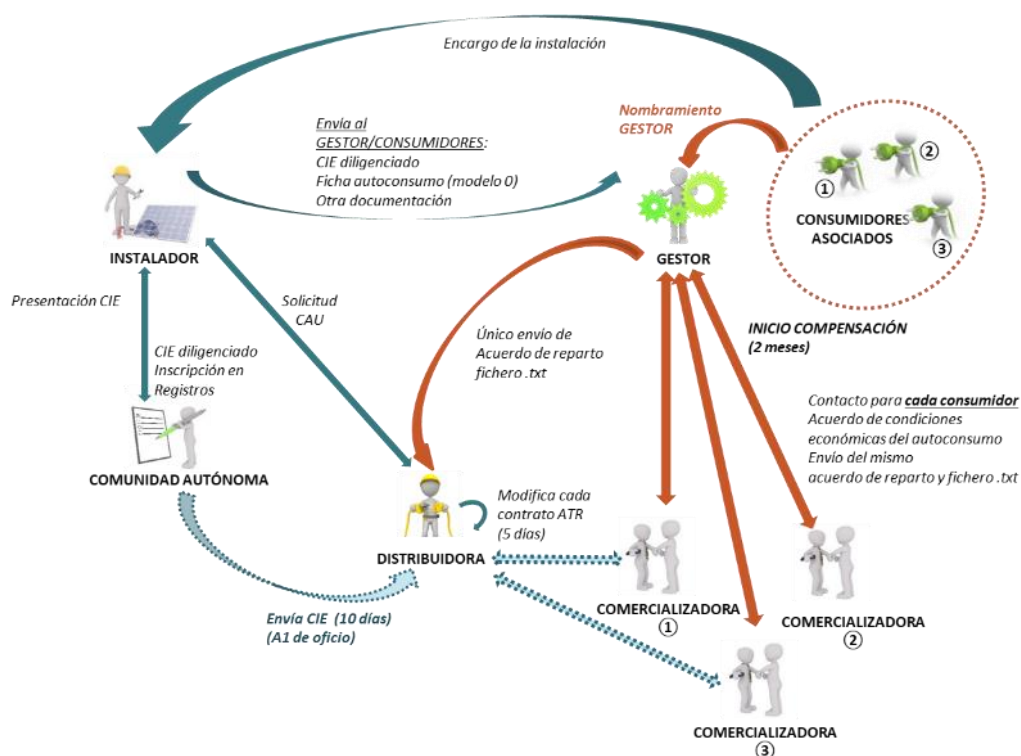 Encargo de la instalación
Nombramiento
GESTOR
Envía al
GESTOR/CONSUMIDORES:
CIE diligenciado
Ficha autoconsumo (modelo 0)
Otra documentación
①
②
③
CONSUMIDORES
ASOCIADOS
INSTALADOR
GESTOR
Presentación CIE
Solicitud
CAU
Único envío de
Acuerdo de reparto
fichero .txt
INICIO COMPENSACIÓN
(2 meses)
CIE diligenciado
Inscripción en
Registros
Contacto para cada consumidor
Acuerdo de condiciones
económicas del autoconsumo
Envío del mismo
acuerdo de reparto y fichero .txt
COMUNIDAD AUTÓNOMA
Modifica cada
contrato ATR
(5 días)
DISTRIBUIDORA
Envía CIE (10 días)
(A1 de oficio)
COMERCIALIZADORA
①
COMERCIALIZADORA
②
COMERCIALIZADORA
③